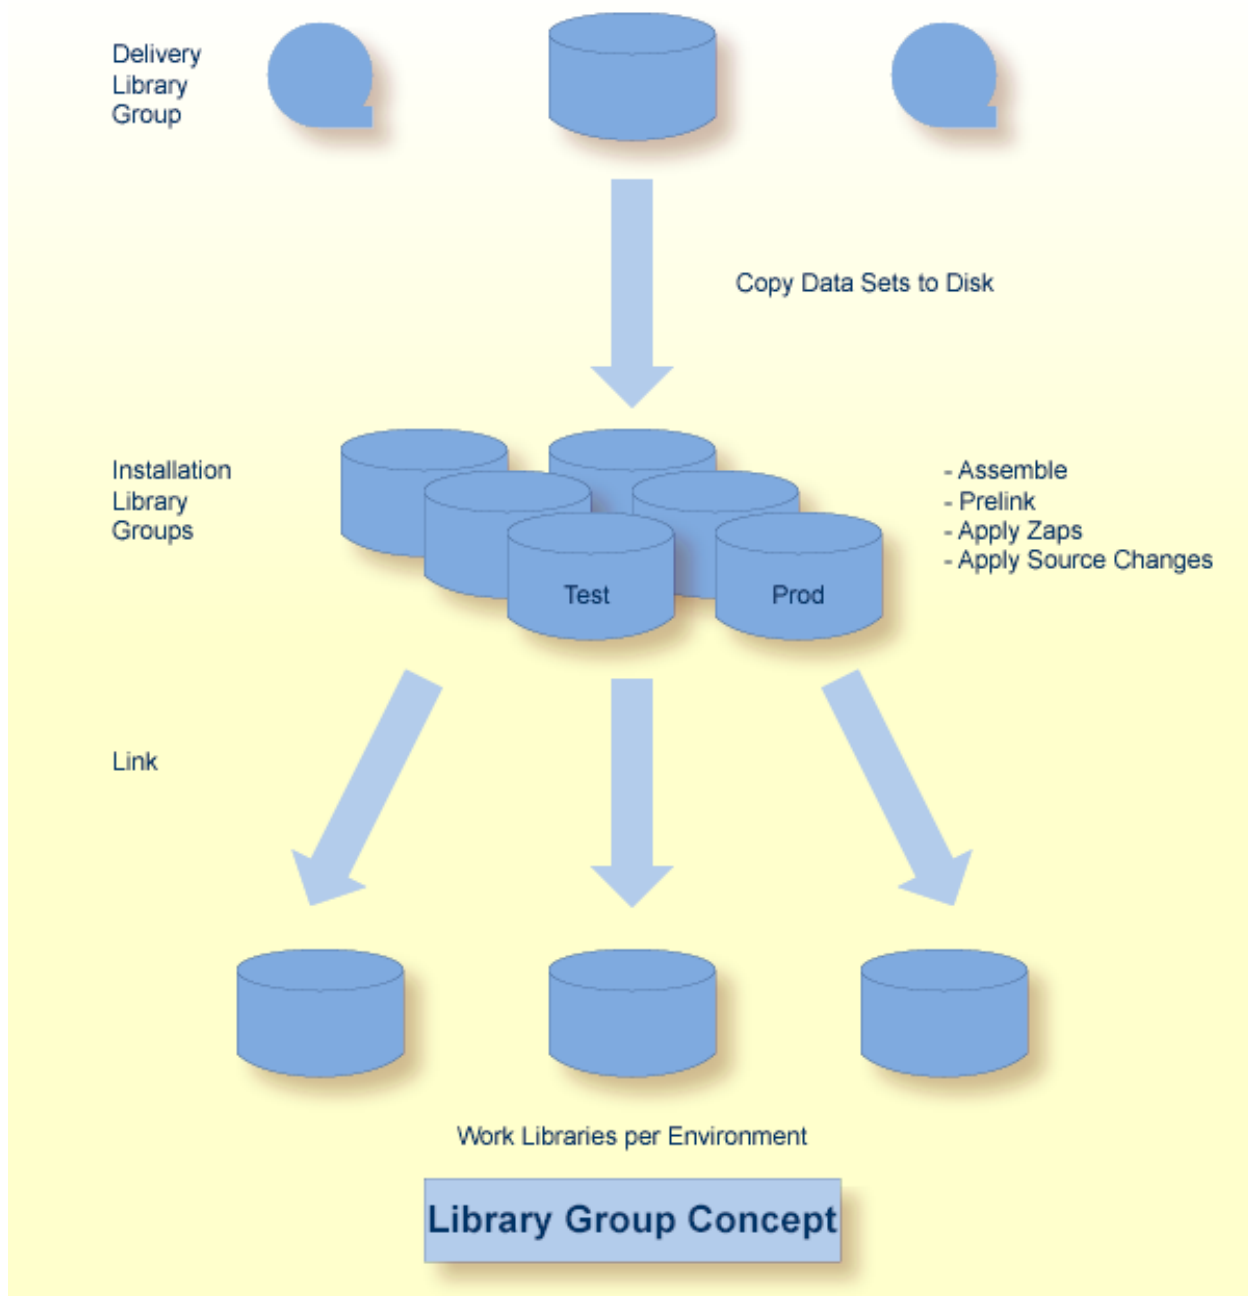 Delivery
Library
Group
Copy Data Sets to Disk
Installation
Library
Groups
- Assemble
- Prelink
- Apply Zaps
- Apply Source Changes
Test
Prod
Link
Work Libraries per Environment
Library Group Concept